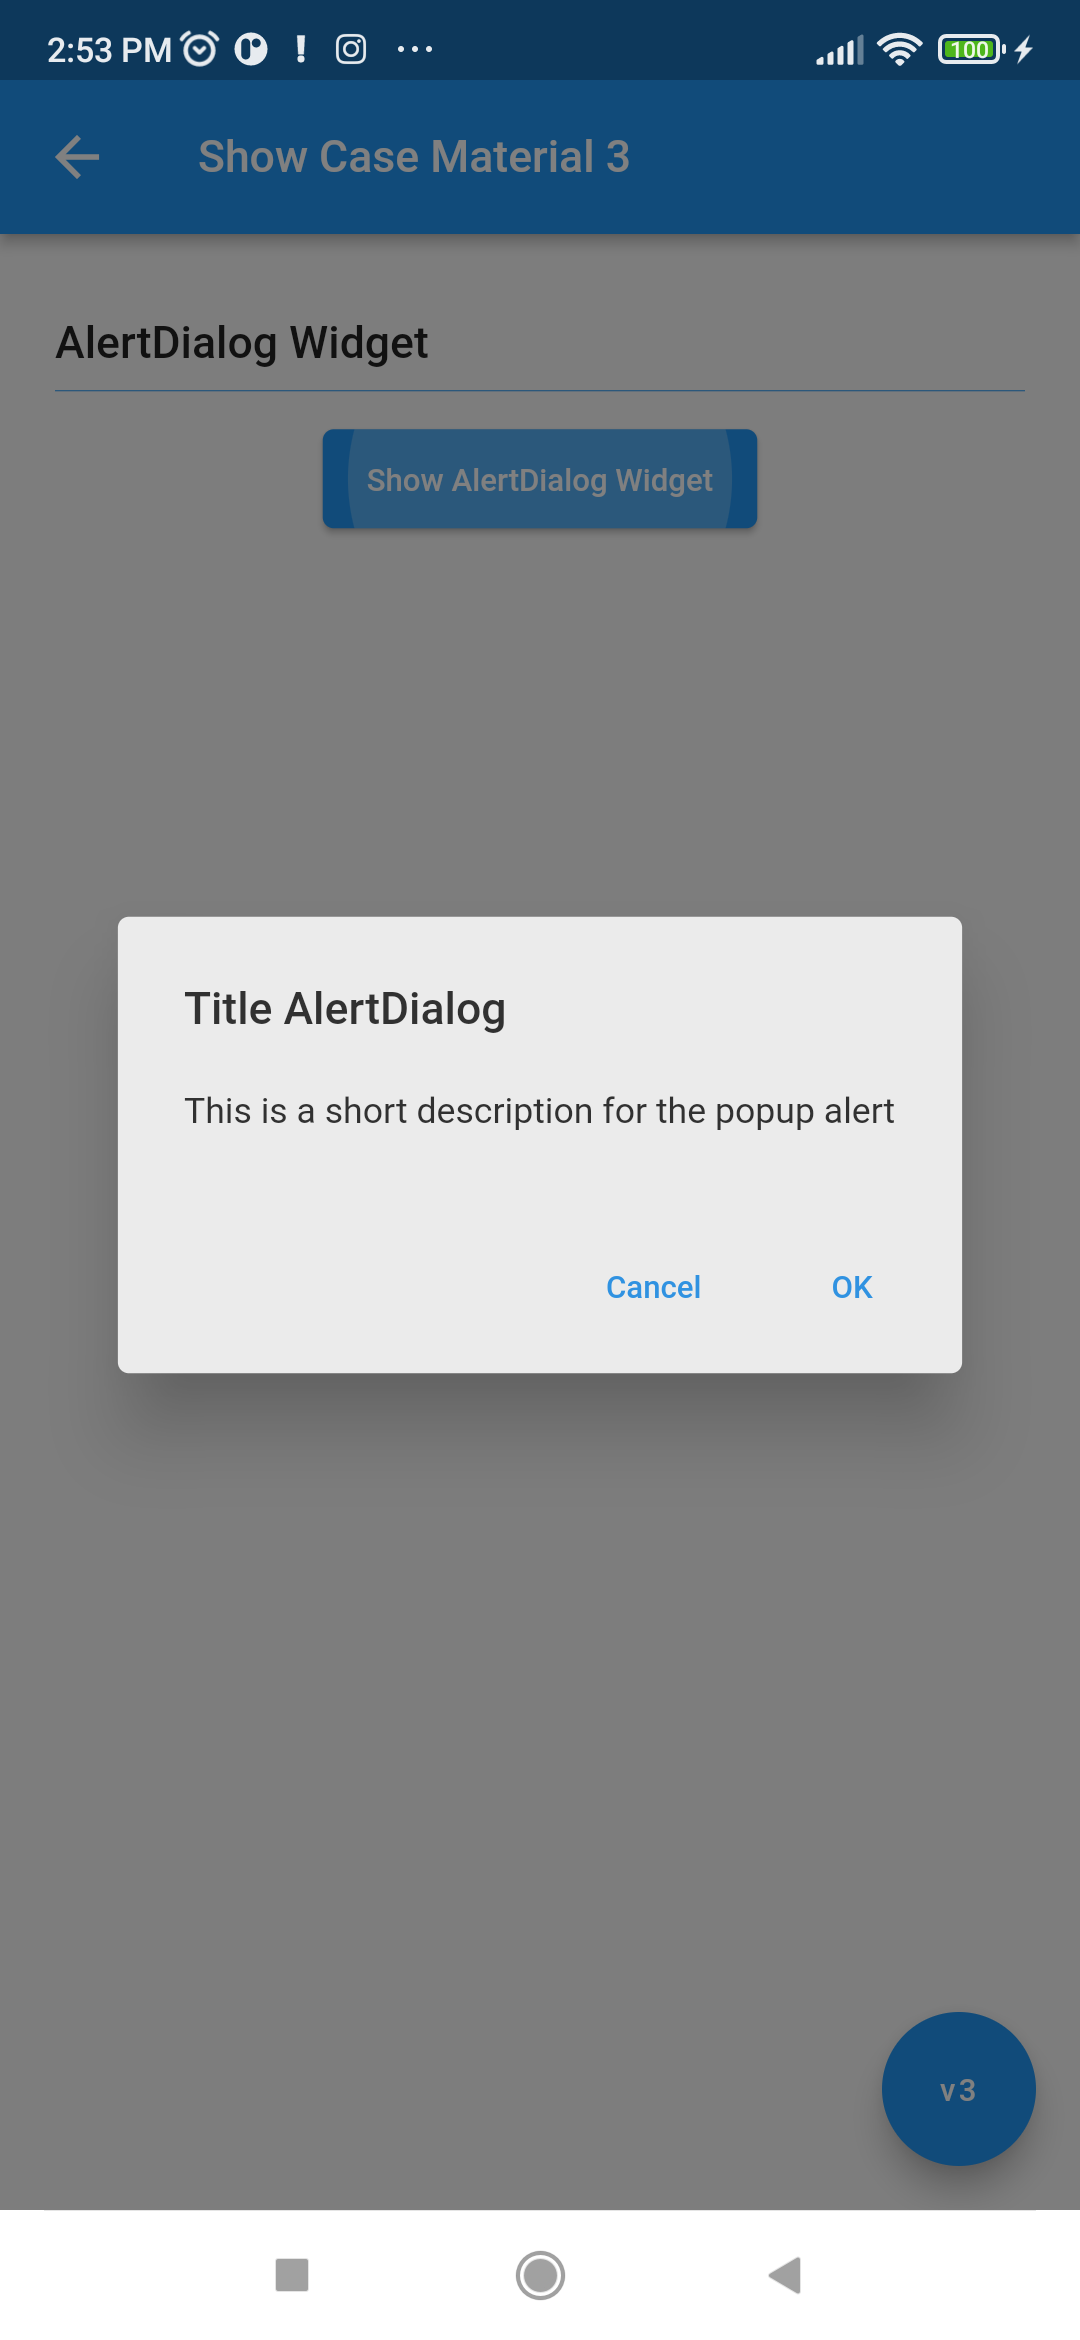 2:53 PM
100
Show Case Material 3
AlertDialog Widget
Show AlertDialog Widget
Title AlertDialog
This is a short description for the popup alert
Cancel OK
v3